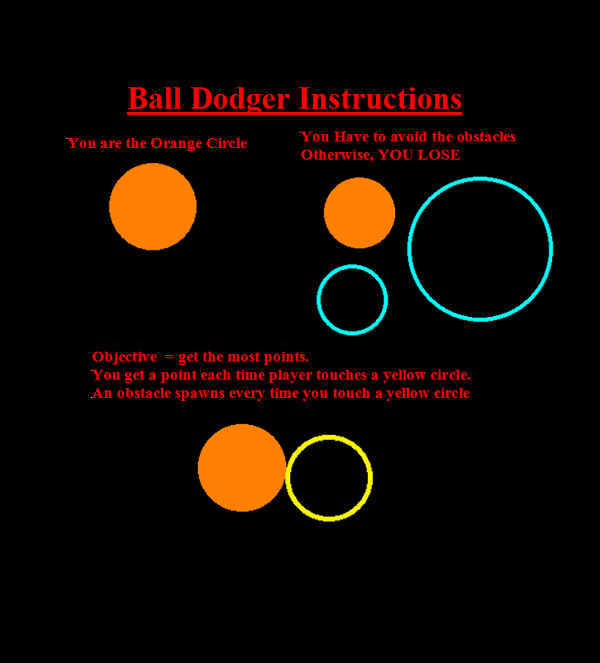 Ball Dodger Instructions
You are the Orange Circle
You Have to avoid the obstacles
Otherwise, YOU LOSE
Objective = get the most points.
You get a point each time player touches a yellow circle.
An obstacle spawns every time you touch a yellow circle